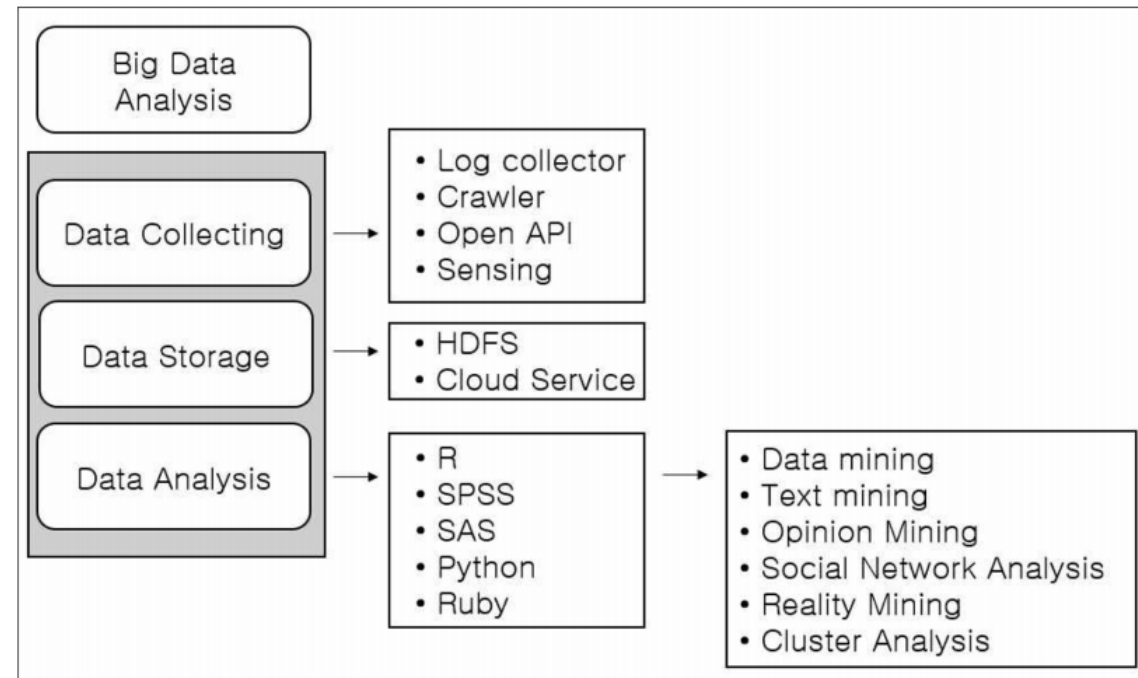 Big Data
Analysis
Data Collecting
• Log collector
• Crawler
• Open API
• Sensing
Data Storage
• HDFS
• Cloud Service
Data Analysis
• R
• SPSS
• SAS
• Python
• Ruby
• Data mining
• Text mining
• Opinion Mining
• Social Network Analysis
• Reality Mining
• Cluster Analysis